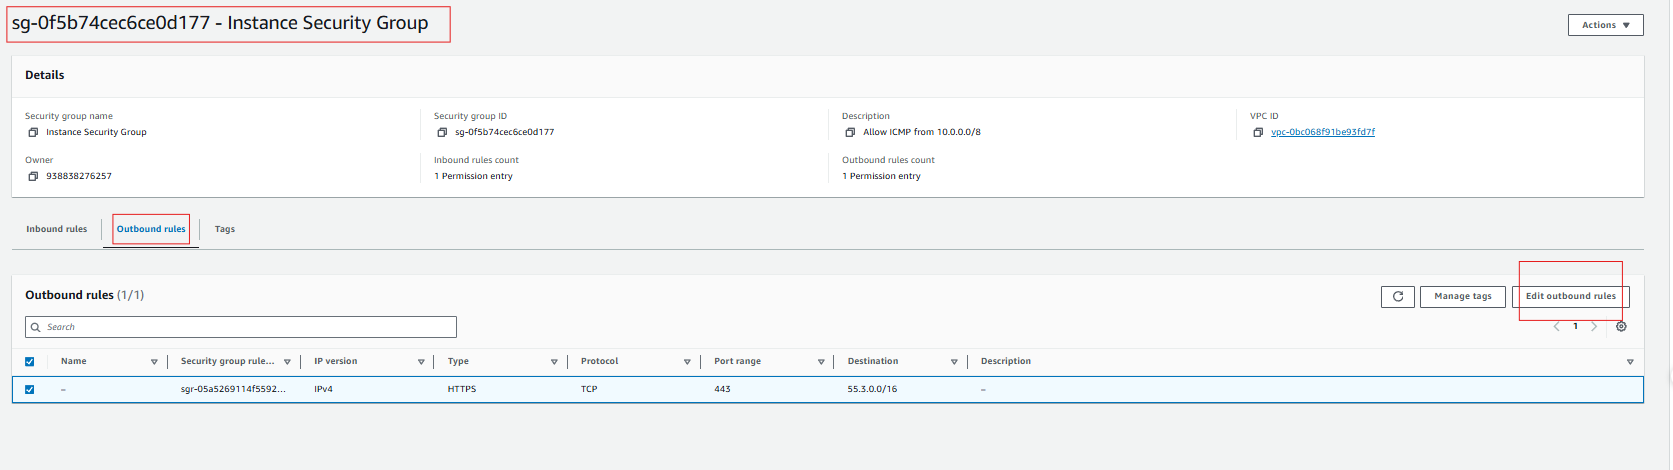 sg-0f5b74cec6ce0d177 - Instance Security Group
Actions
Details
Security group name
Instance Security Group
Security group ID
sg-0f5b74cec6ce0d177
Description
Allow ICMP from 10.0.0.0/8
VPC ID
vpc-0bc068f91be93fd7f
Owner
938838276257
Inbound rules count
1 Permission entry
Outbound rules count
1 Permission entry
Inbound rules
Outbound rules
Tags
Outbound rules (1/1)
Manage tags
Edit outbound rules
Search
1
Name Security group rule... IP version Type Protocol Port range Destination Description
– sgr-05a5269114f5592... IPv4 HTTPS TCP 443 55.3.0.0/16 –